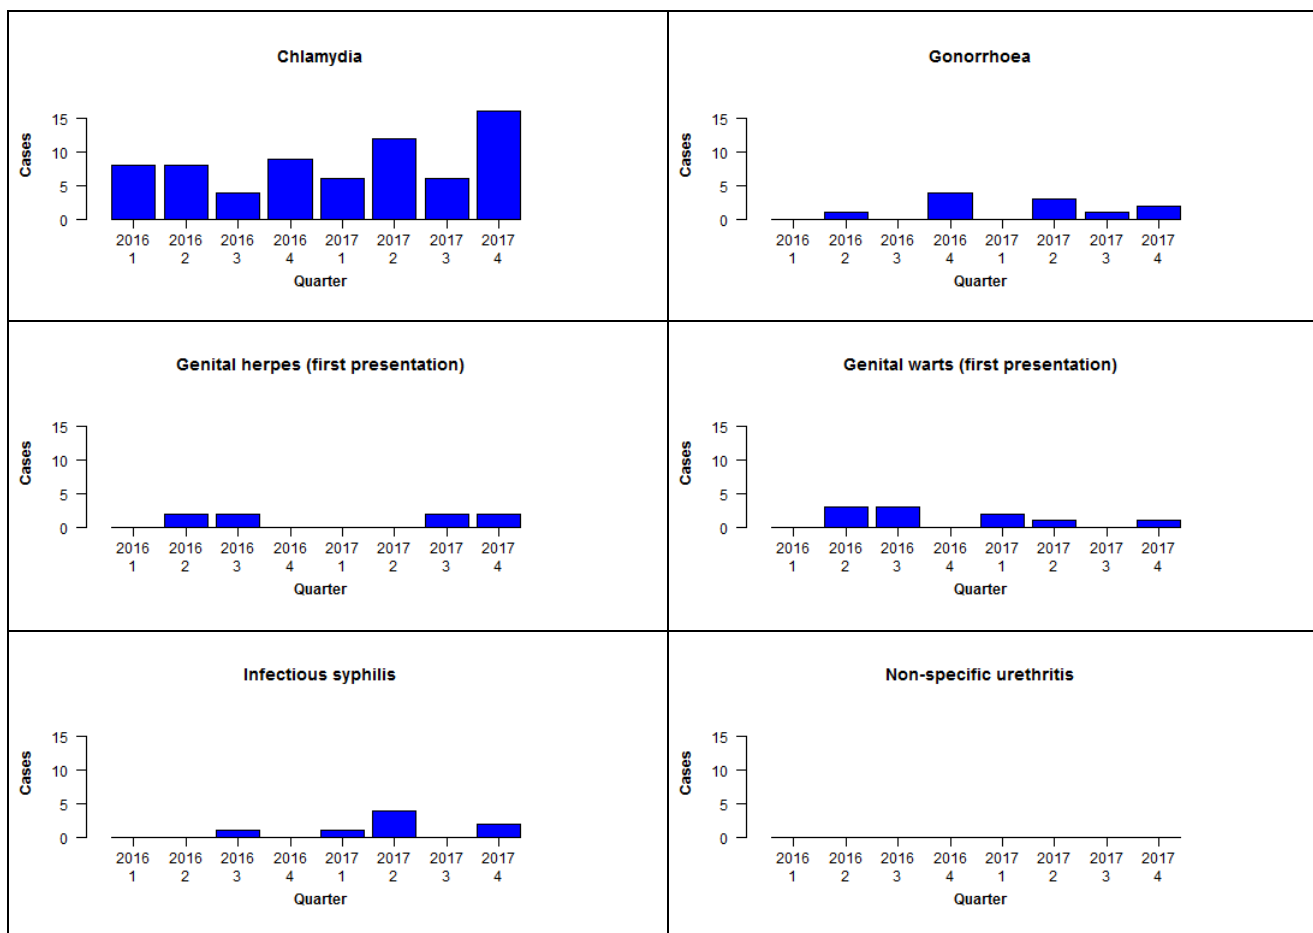 Chlamydia
Cases
15
10
5
0
2016 2016 2016 2016 2017 2017 2017 2017
1 2 3 4 1 2 3 4
Quarter
Gonorrhoea
Cases
15
10
5
0
2016 2016 2016 2016 2017 2017 2017 2017
1 2 3 4 1 2 3 4
Quarter
Genital herpes (first presentation)
Cases
15
10
5
0
2016 2016 2016 2016 2017 2017 2017 2017
1 2 3 4 1 2 3 4
Quarter
Genital warts (first presentation)
Cases
15
10
5
0
2016 2016 2016 2016 2017 2017 2017 2017
1 2 3 4 1 2 3 4
Quarter
Infectious syphilis
Cases
15
10
5
0
2016 2016 2016 2016 2017 2017 2017 2017
1 2 3 4 1 2 3 4
Quarter
Non-specific urethritis
Cases
15
10
5
0
2016 2016 2016 2016 2017 2017 2017 2017
1 2 3 4 1 2 3 4
Quarter